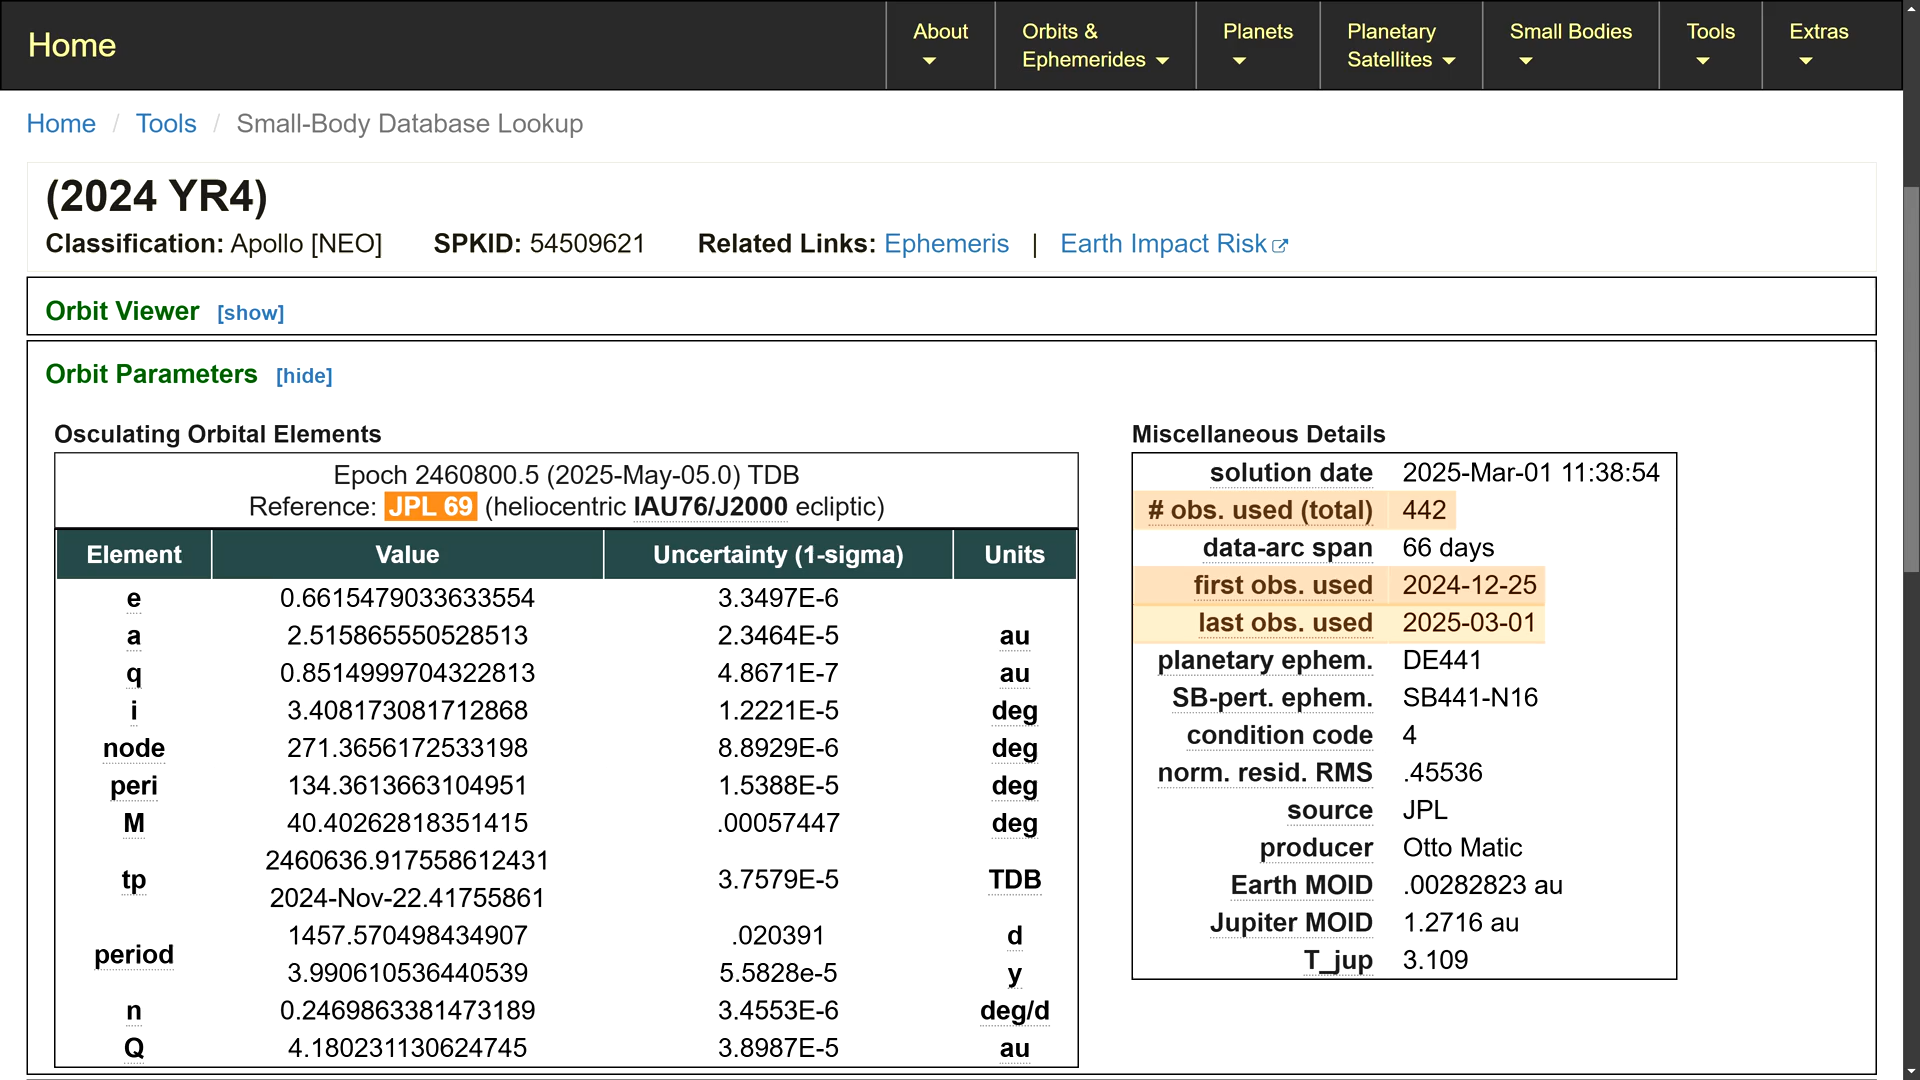 Home
About
Orbits &
Ephemerides
Planets
Planetary
Satellites
Small Bodies
Tools
Extras
Home / Tools / Small-Body Database Lookup
(2024 YR4)
Classification: Apollo [NEO] SPKID: 54509621 Related Links: Ephemeris | Earth Impact Risk
Orbit Viewer [show]
Orbit Parameters [hide]
Osculating Orbital Elements
Epoch 2460800.5 (2025-May-05.0) TDB
Reference: JPL 69 (heliocentric IAU76/J2000 ecliptic)
Element Value Uncertainty (1-sigma) Units
e 0.6615479033633554 3.3497E-6
a 2.515865550528513 2.3464E-5 au
q 0.8514999704322813 4.8671E-7 au
i 3.408173081712868 1.2221E-5 deg
node 271.3656172533198 8.8929E-6 deg
peri 134.3613663104951 1.5388E-5 deg
M 40.40262818351415 .00057447 deg
tp 2460636.917558612431
2024-Nov-22.41755861 3.7579E-5 TDB
period 1457.570498434907 .020391 d
3.990610536440539 5.5828e-5 y
n 0.2469863381473189 3.4553E-6 deg/d
Q 4.180231130624745 3.8987E-5 au
Miscellaneous Details
solution date 2025-Mar-01 11:38:54
# obs. used (total) 442
data-arc span 66 days
first obs. used 2024-12-25
last obs. used 2025-03-01
planetary ephem. DE441
SB-pert. ephem. SB441-N16
condition code 4
norm. resid. RMS .45536
source JPL
producer Otto Matic
Earth MOID .00282823 au
Jupiter MOID 1.2716 au
T_jup 3.109